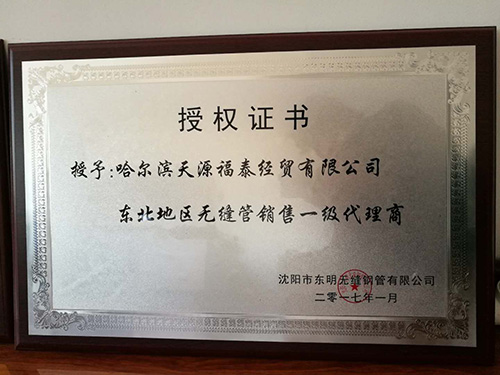 授权证书
授予:哈尔滨天源福泰经贸有限公司
东北地区无缝管销售一级代理商
沈阳市东明无缝钢管有限公司
二零一七年一月